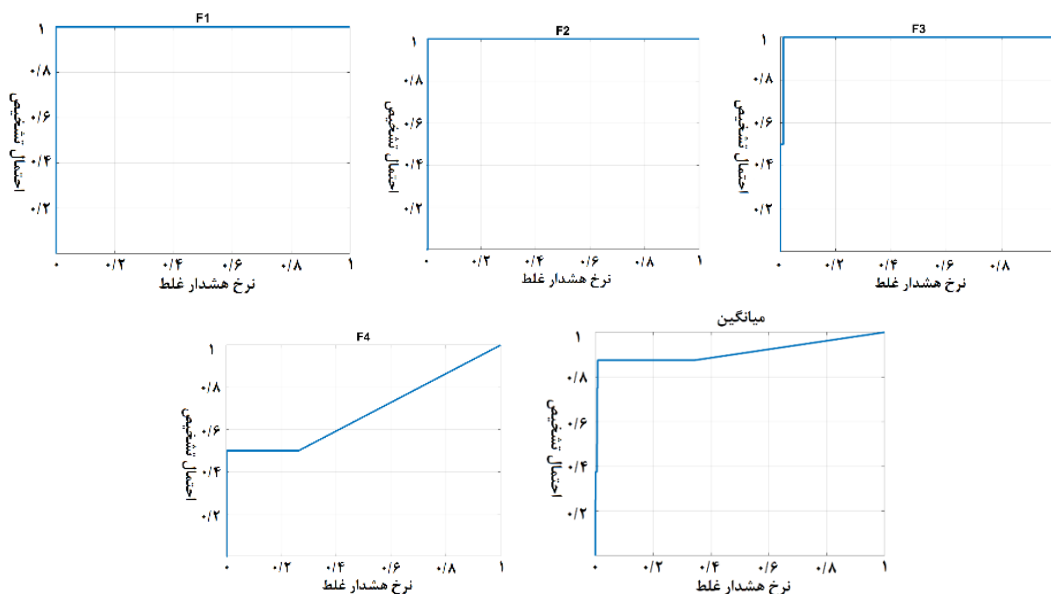 F1
۱
۰/۸
۰/۶
۰/۴
۰/۲
احتمال تشخیص
۰ ۰/۲ ۰/۴ ۰/۶ ۰/۸ ۱
نرخ هشدار غلط
F2
۱
۰/۸
۰/۶
۰/۴
۰/۲
احتمال تشخیص
۰ ۰/۲ ۰/۴ ۰/۶ ۰/۸ ۱
نرخ هشدار غلط
F3
۱
۰/۸
۰/۶
۰/۴
۰/۲
احتمال تشخیص
۰ ۰/۲ ۰/۴ ۰/۶ ۰/۸
نرخ هشدار غلط
F4
۱
۰/۸
۰/۶
۰/۴
۰/۲
احتمال تشخیص
۰ ۰/۲ ۰/۴ ۰/۶ ۰/۸ ۱
نرخ هشدار غلط
میانگین
۱
۰/۸
۰/۶
۰/۴
۰/۲
احتمال تشخیص
۰ ۰/۲ ۰/۴ ۰/۶ ۰/۸ ۱
نرخ هشدار غلط